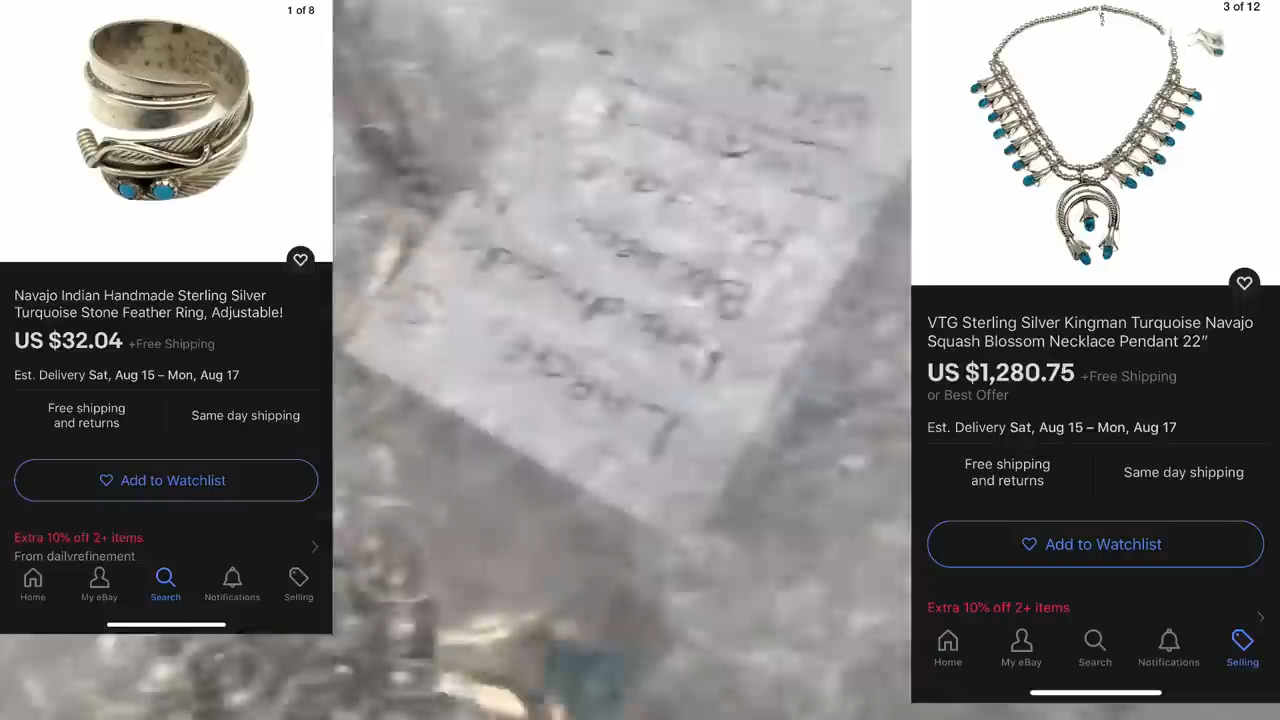 1 of 8
Navajo Indian Handmade Sterling Silver
Turquoise Stone Feather Ring, Adjustable!
US $32.04 +Free Shipping
Est. Delivery Sat, Aug 15 – Mon, Aug 17
Free shipping
and returns
Same day shipping
Add to Watchlist
Extra 10% off 2+ items
From dailyrefinement
Home
My eBay
Search
Notifications
Selling
3 of 12
VTG Sterling Silver Kingman Turquoise Navajo
Squash Blossom Necklace Pendant 22”
US $1,280.75 +Free Shipping
or Best Offer
Est. Delivery Sat, Aug 15 – Mon, Aug 17
Free shipping
and returns
Same day shipping
Add to Watchlist
Extra 10% off 2+ items
Home
My eBay
Search
Notifications
Selling